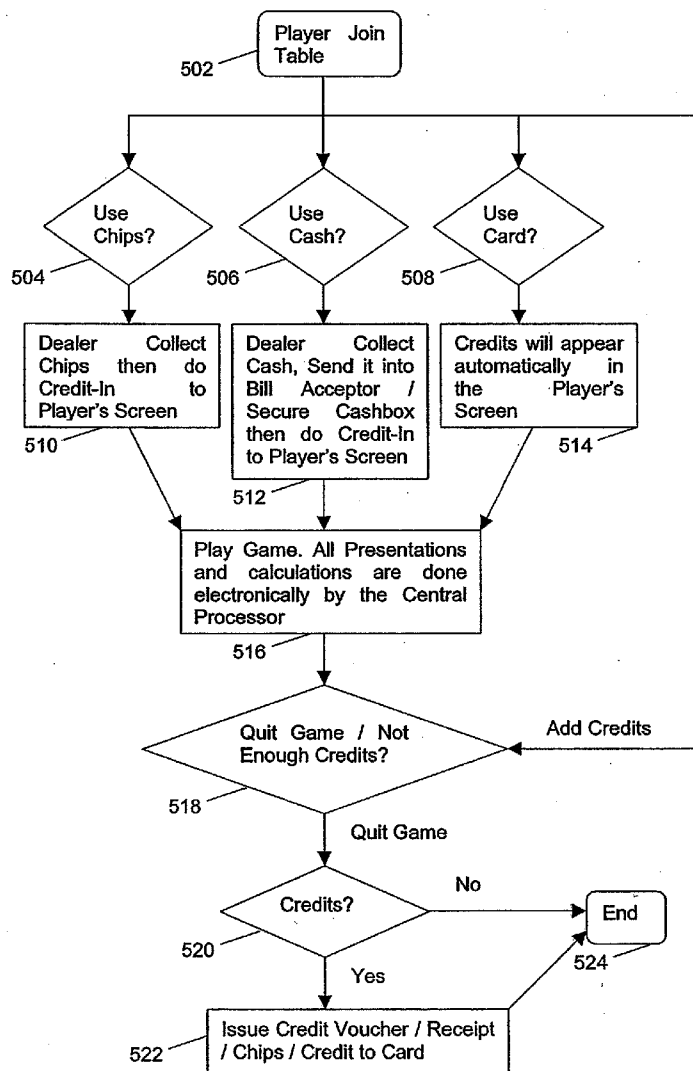 Player Join
Table
502
Use
Chips?
504
Use
Cash?
506
Use
Card?
508
Dealer Collect
Chips then do
Credit-In to
Player's Screen
510
Dealer Collect
Cash, Send it into
Bill Acceptor /
Secure Cashbox
then do Credit-In
to Player's Screen
512
Credits will appear
automatically in
the Player's
Screen
514
Play Game. All Presentations
and calculations are done
electronically by the Central
Processor
516
Quit Game / Not
Enough Credits?
518
Add Credits
Quit Game
Credits?
520
No
End
524
Yes
Issue Credit Voucher / Receipt
/ Chips / Credit to Card
522